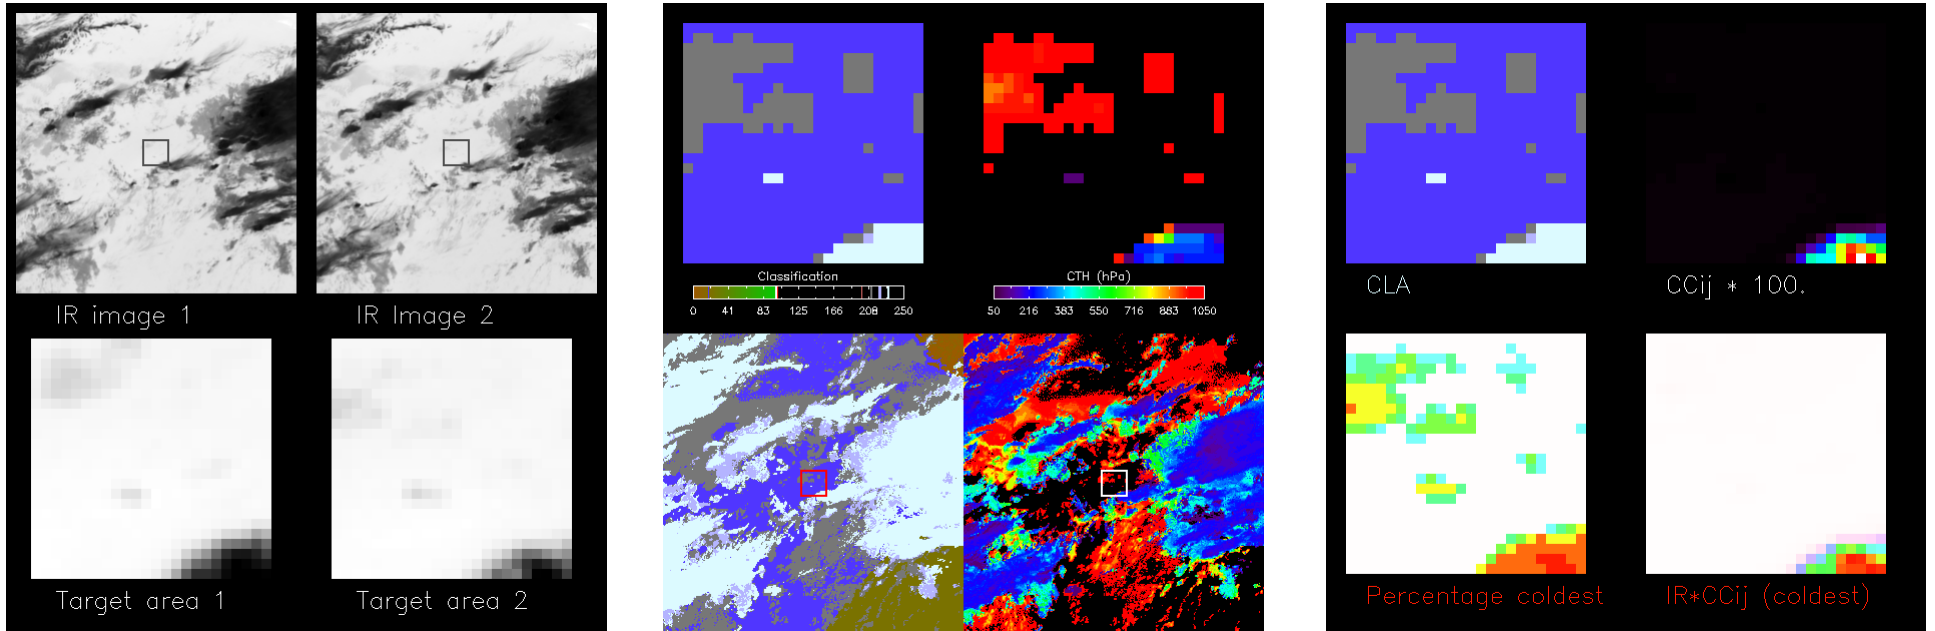 IR image 1
IR Image 2
Target area 1
Target area 2
Classification
0 41 83 125 166 208 250
CTH (hPa)
50 216 383 550 716 883 1050
CLA
CCij * 100.
Percentage coldest
IR*CCij (coldest)